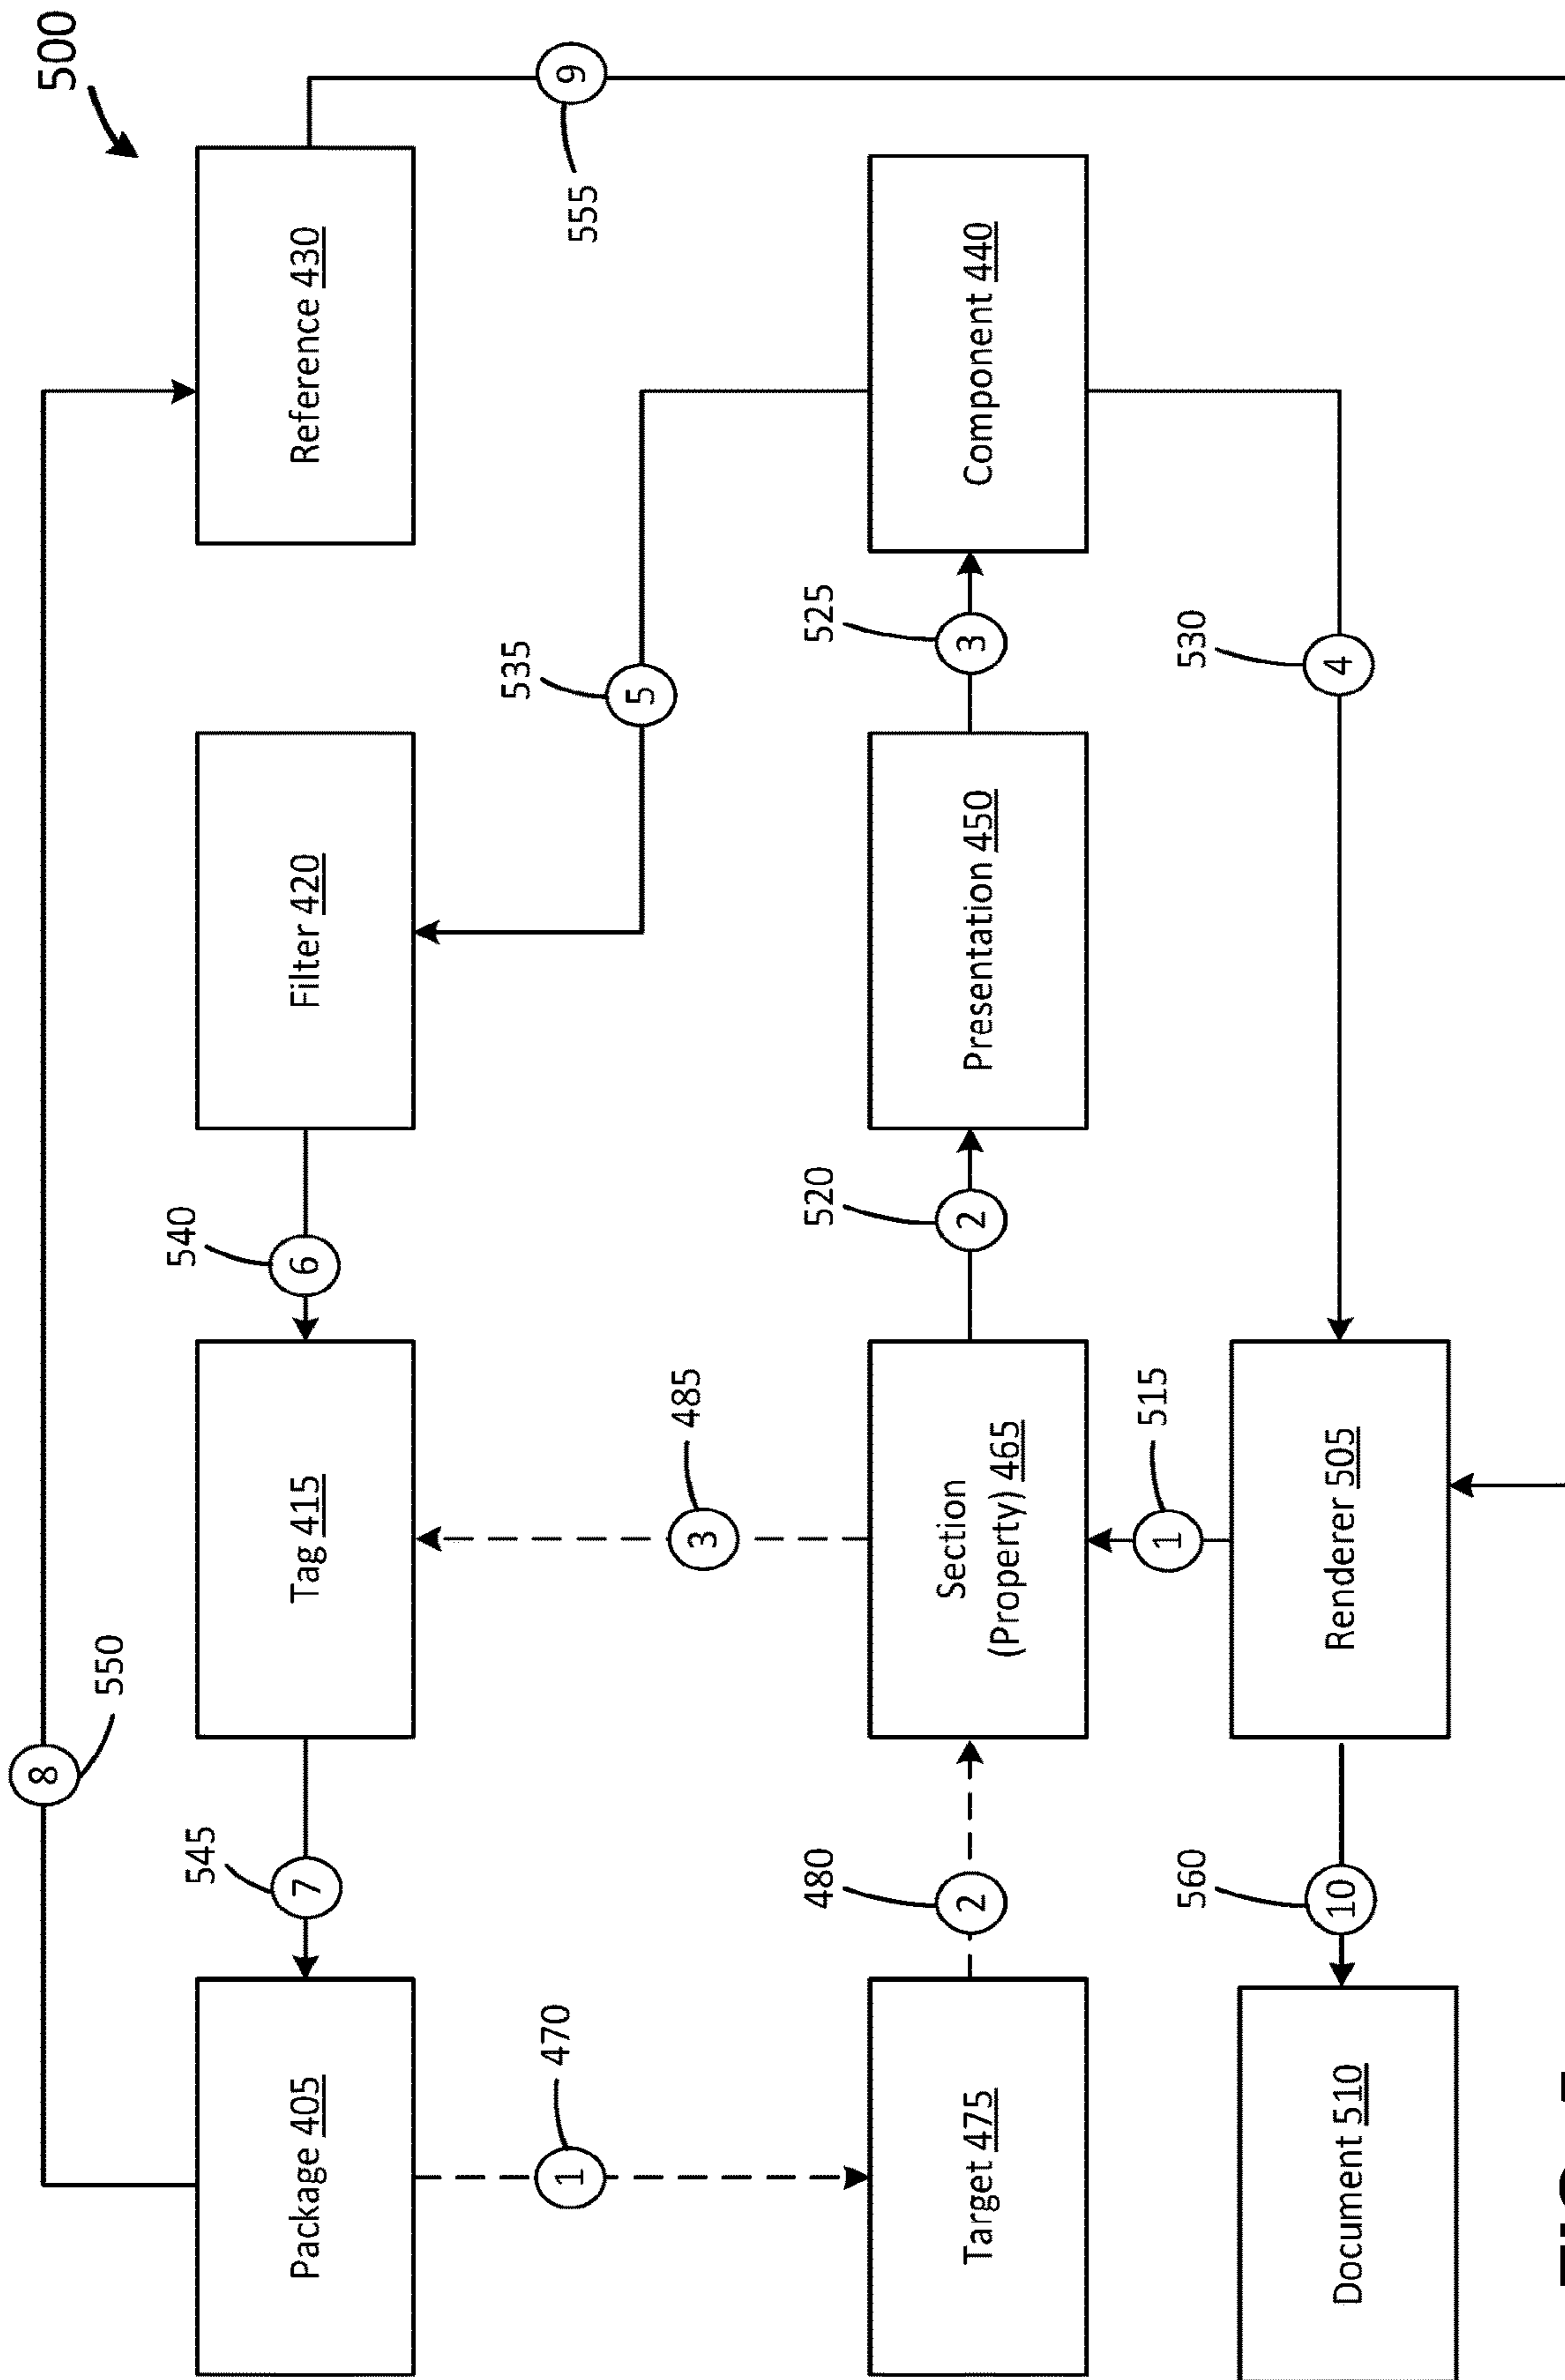 500
8
550
9
555
Package 405
545
7
Tag 415
540
6
Filter 420
Reference 430
1
470
3
485
5
535
Target 475
480
2
Section
(Property) 465
520
2
Presentation 450
525
3
Component 440
1
515
Document 510
560
10
Renderer 505
530
4